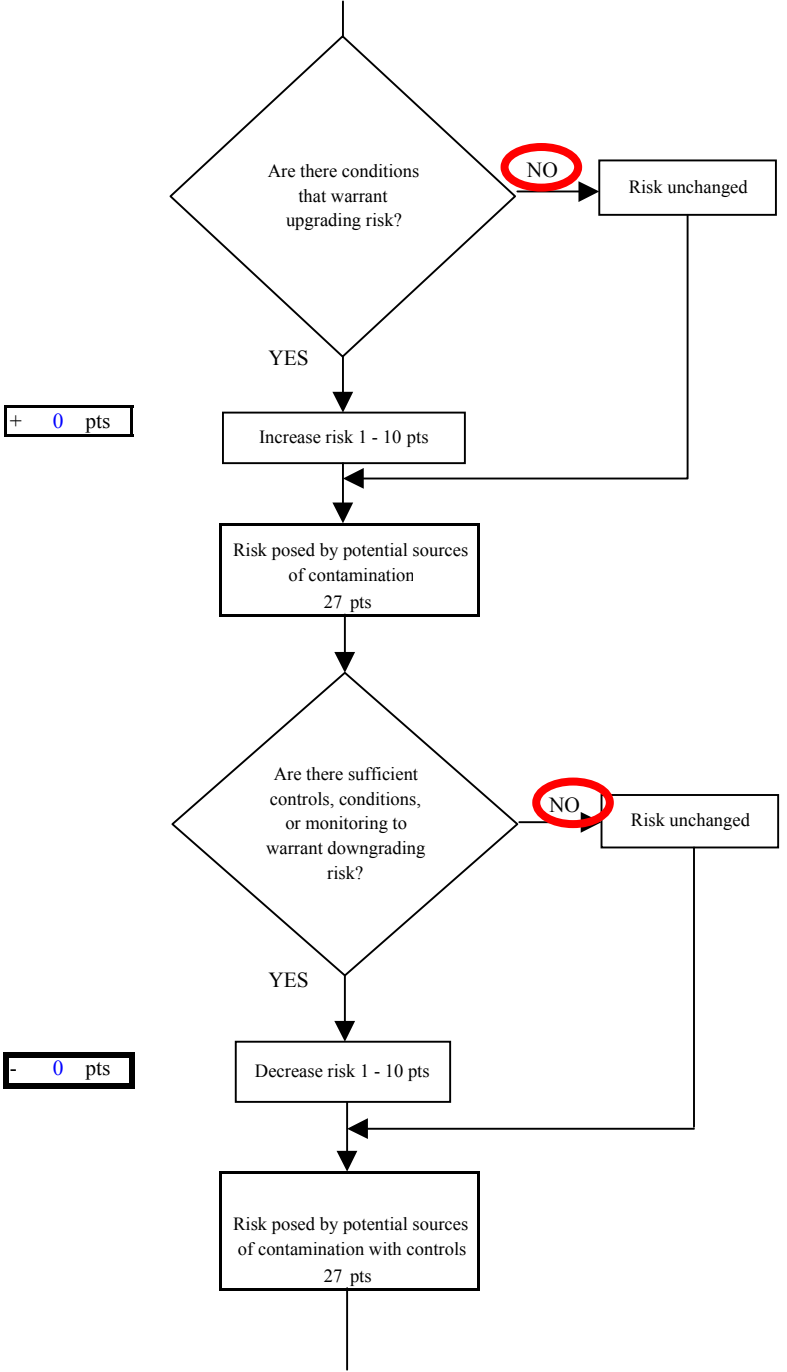 Are there conditions
that warrant
upgrading risk?
NO
Risk unchanged
YES
+ 0 pts
Increase risk 1 - 10 pts
Risk posed by potential sources
of contamination
27 pts
Are there sufficient
controls, conditions,
or monitoring to
warrant downgrading
risk?
NO
Risk unchanged
YES
- 0 pts
Decrease risk 1 - 10 pts
Risk posed by potential sources
of contamination with controls
27 pts